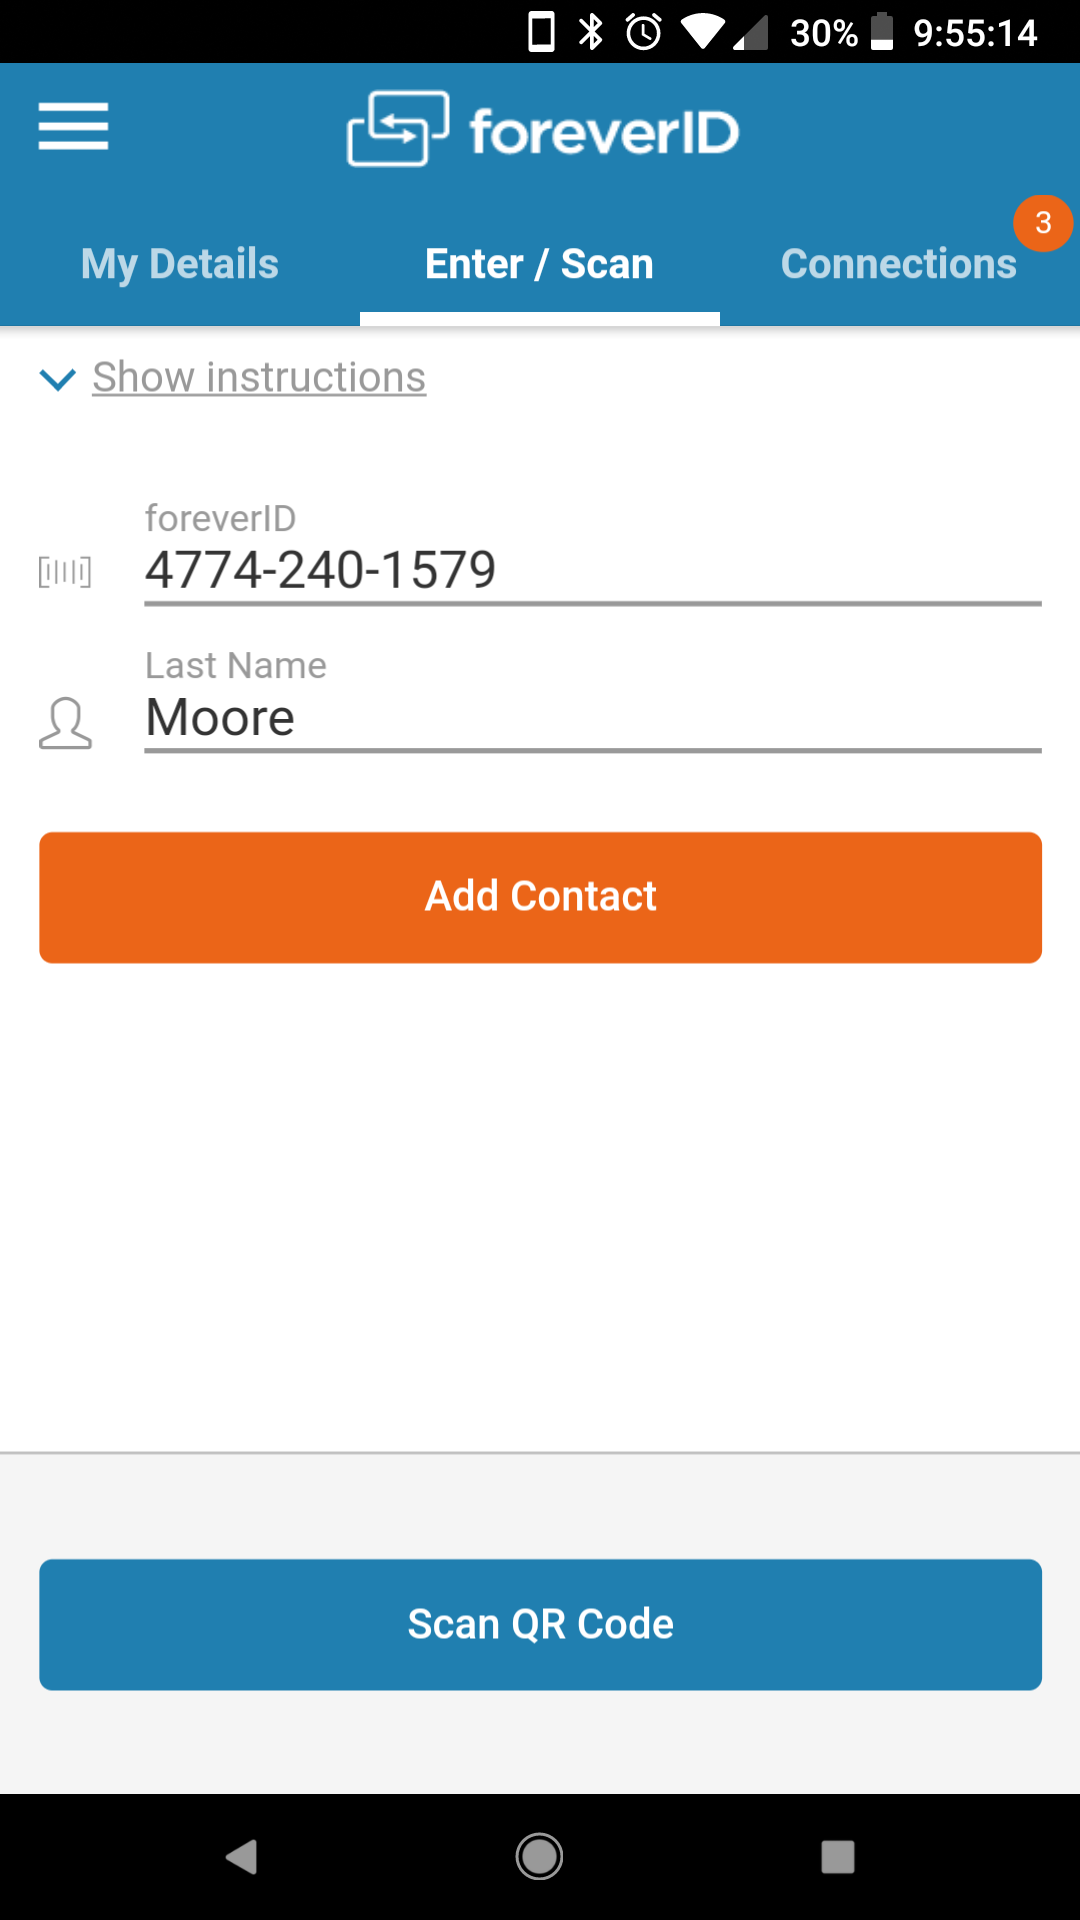 30% 9:55:14
foreverID
3
My Details Enter / Scan Connections
Show instructions
foreverID
4774-240-1579
Last Name
Moore
Add Contact
Scan QR Code